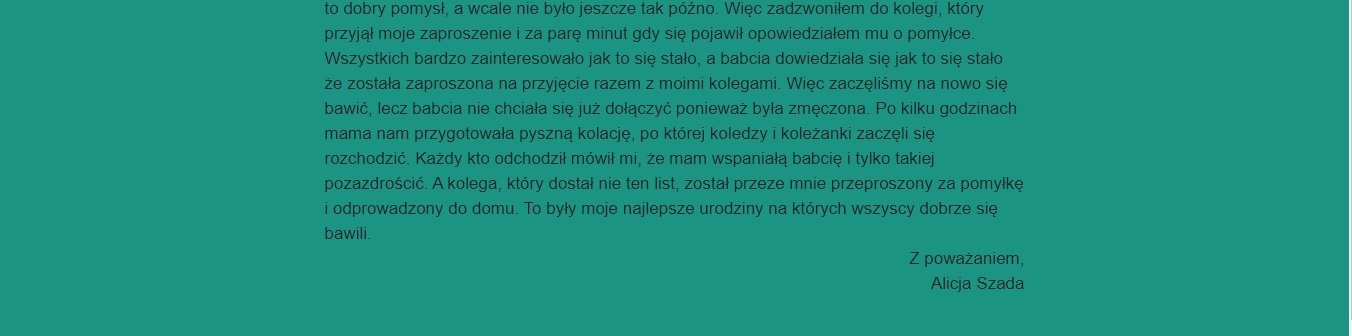 to dobry pomysł, a wcale nie było jeszcze tak późno. Więc zadzwoniłem do kolegi, który
przyjął moje zaproszenie i za parę minut gdy się pojawił opowiedziałem mu o pomyłce.
Wszystkich bardzo zainteresowało jak to się stało, a babcia dowiedziała się jak to się stało
że została zaproszona na przyjęcie razem z moimi kolegami. Więc zaczęliśmy na nowo się
bawić, lecz babcia nie chciała się już dołączyć ponieważ była zmęczona. Po kilku godzinach
mama nam przygotowała pyszną kolację, po której koledzy i koleżanki zaczęli się
rozchodzić. Każdy kto odchodził mówił mi, że mam wspaniałą babcię i tylko takiej
pozazdrościć. A kolega, który dostał nie ten list, został przeze mnie przeproszony za pomyłkę
i odprowadzony do domu. To były moje najlepsze urodziny na których wszyscy dobrze się
bawili.
Z poważaniem,
Alicja Szada